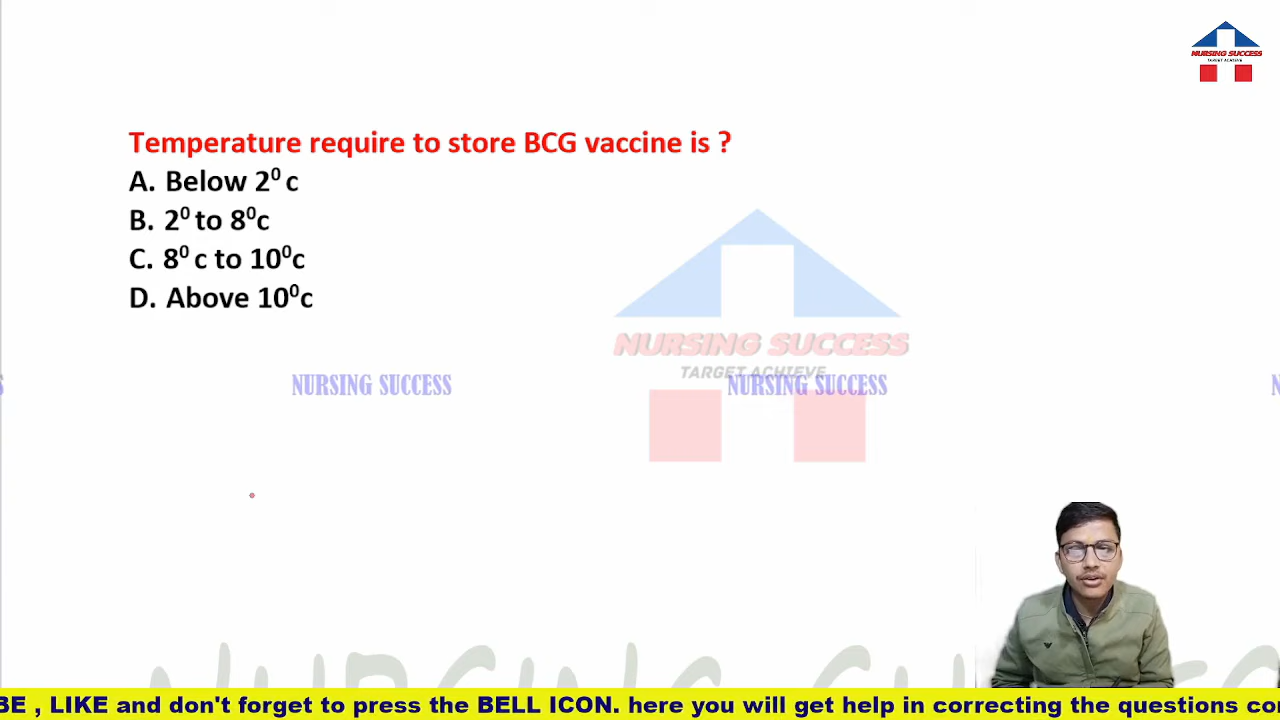 NURSING SUCCESS
TARGET ACHIEVE
Temperature require to store BCG vaccine is ?
A. Below 2⁰ c
B. 2⁰ to 8⁰c
C. 8⁰ c to 10⁰c
D. Above 10⁰c
NURSING SUCCESS
TARGET ACHIEVE
NURSING SUCCESS
NURSING SUCCESS
BE , LIKE and don't forget to press the BELL ICON. here you will get help in correcting the questions co